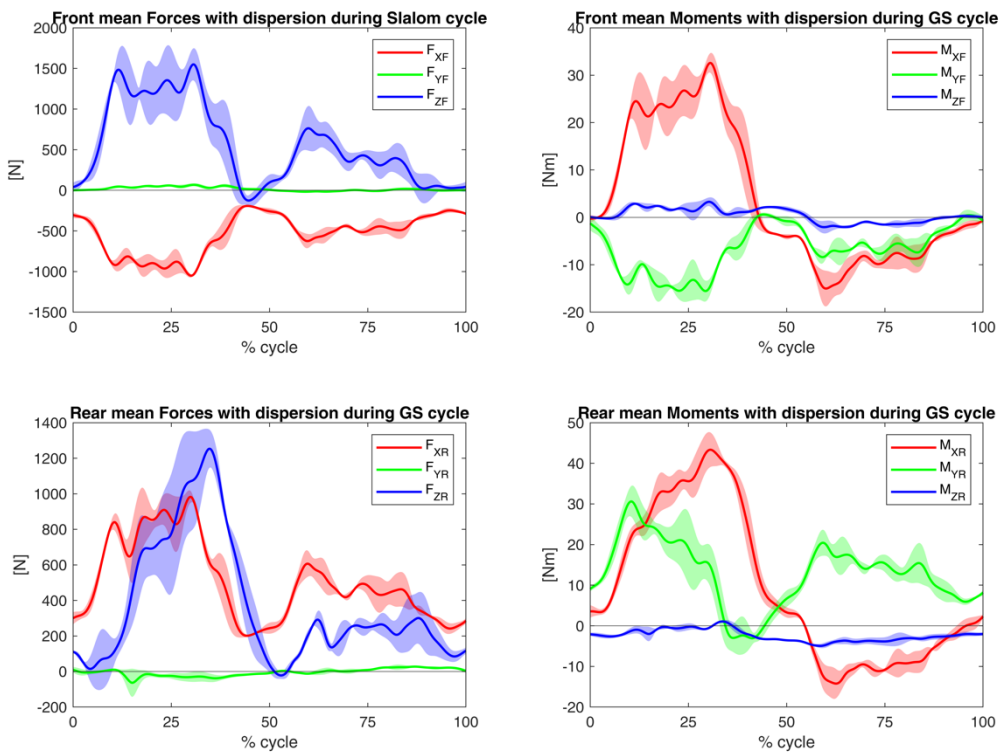 Front mean Forces with dispersion during Slalom cycle
2000
1500
1000
500
0
-500
-1000
-1500
[N]
F_XF
F_YF
F_ZF
0 25 50 75 100
% cycle
Front mean Moments with dispersion during GS cycle
40
30
20
10
0
-10
-20
[Nm]
M_XF
M_YF
M_ZF
0 25 50 75 100
% cycle
Rear mean Forces with dispersion during GS cycle
1400
1200
1000
800
600
400
200
0
-200
[N]
F_XR
F_YR
F_ZR
0 25 50 75 100
% cycle
Rear mean Moments with dispersion during GS cycle
50
40
30
20
10
0
-10
-20
[Nm]
M_XR
M_YR
M_ZR
0 25 50 75 100
% cycle